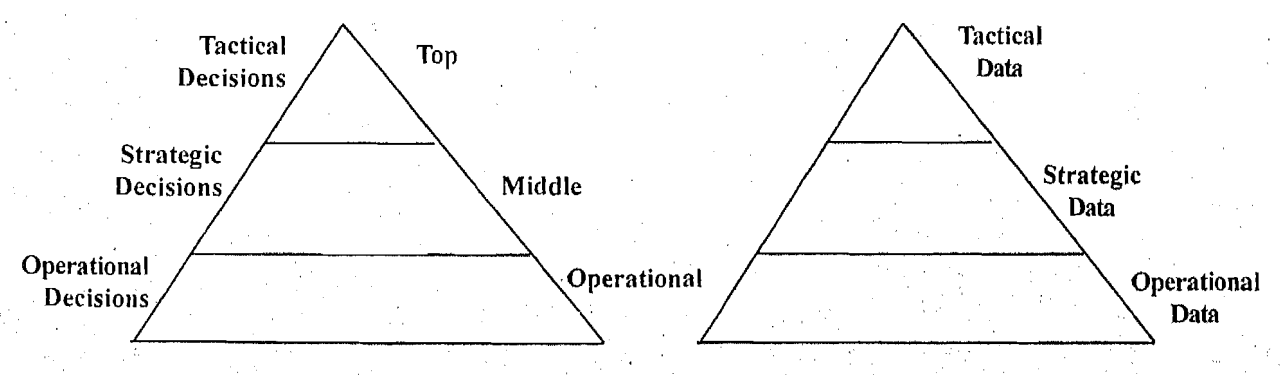 Tactical
Decisions
Top
Strategic
Decisions
Middle
Operational
Decisions
Operational
Tactical
Data
Strategic
Data
Operational
Data